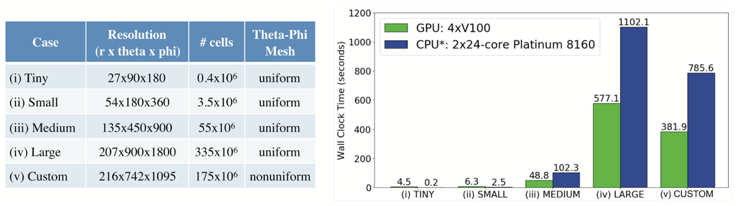 Case Resolution (r x theta x phi) # cells Theta-Phi Mesh
(i) Tiny 27x90x180 0.4x10⁶ uniform
(ii) Small 54x180x360 3.5x10⁶ uniform
(iii) Medium 135x450x900 55x10⁶ uniform
(iv) Large 207x900x1800 335x10⁶ uniform
(v) Custom 216x742x1095 175x10⁶ nonuniform
Wall Clock Time (seconds)
1200
1000
800
600
400
200
0
GPU: 4xV100
CPU*: 2x24-core Platinum 8160
4.5 0.2
6.3 2.5
48.8 102.3
577.1 1102.1
381.9 785.6
(i) TINY (ii) SMALL (iii) MEDIUM (iv) LARGE (v) CUSTOM